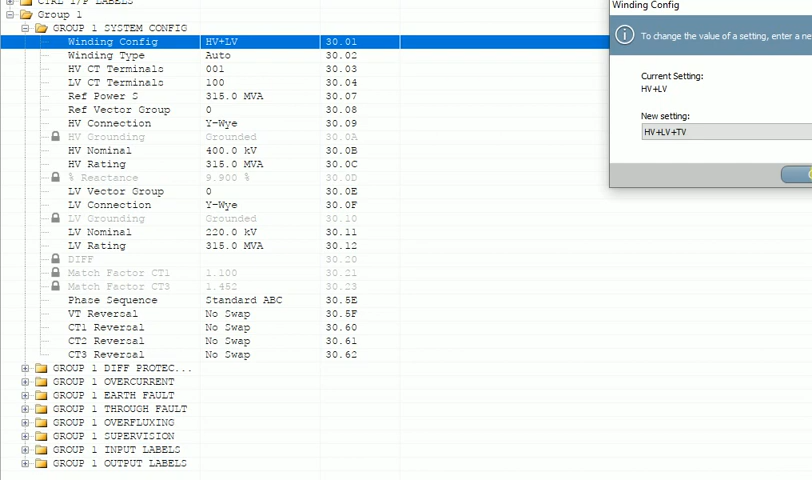 CTRL I/P LABELS
Group 1
GROUP 1 SYSTEM CONFIG
Winding Config HV+LV 30.01
Winding Type Auto 30.02
HV CT Terminals 001 30.03
LV CT Terminals 100 30.04
Ref Power S 315.0 MVA 30.07
Ref Vector Group 0 30.08
HV Connection Y-Wye 30.09
HV Grounding Grounded 30.0A
HV Nominal 400.0 kV 30.0B
HV Rating 315.0 MVA 30.0C
% Reactance 9.900 % 30.0D
LV Vector Group 0 30.0E
LV Connection Y-Wye 30.0F
LV Grounding Grounded 30.10
LV Nominal 220.0 kV 30.11
LV Rating 315.0 MVA 30.12
DIFF 30.20
Match Factor CT1 1.100 30.21
Match Factor CT3 1.452 30.23
Phase Sequence Standard ABC 30.5E
VT Reversal No Swap 30.5F
CT1 Reversal No Swap 30.60
CT2 Reversal No Swap 30.61
CT3 Reversal No Swap 30.62
GROUP 1 DIFF PROTEC...
GROUP 1 OVERCURRENT
GROUP 1 EARTH FAULT
GROUP 1 THROUGH FAULT
GROUP 1 OVERFLUXING
GROUP 1 SUPERVISION
GROUP 1 INPUT LABELS
GROUP 1 OUTPUT LABELS
Winding Config
To change the value of a setting, enter a ne
Current Setting:
HV+LV
New setting:
HV+LV+TV